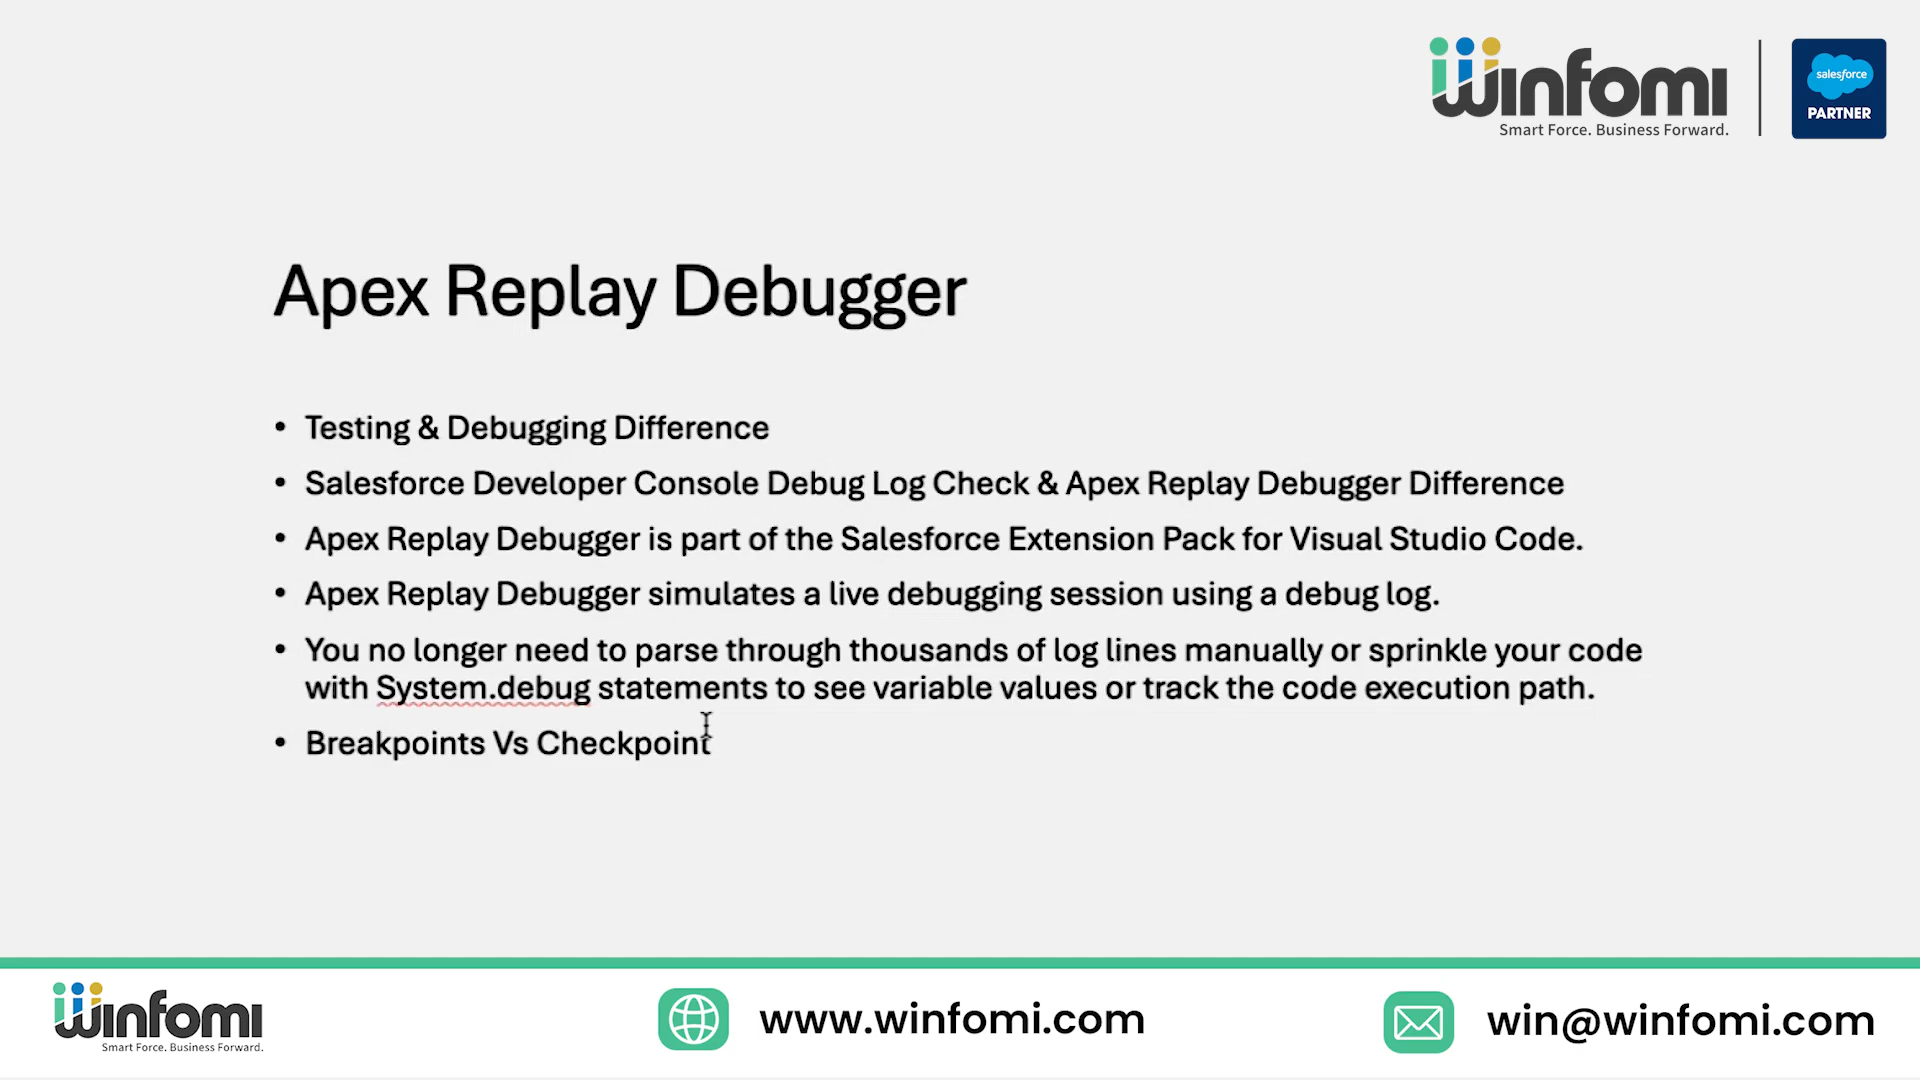 winfomi
Smart Force. Business Forward.
salesforce
PARTNER
Apex Replay Debugger
• Testing & Debugging Difference
• Salesforce Developer Console Debug Log Check & Apex Replay Debugger Difference
• Apex Replay Debugger is part of the Salesforce Extension Pack for Visual Studio Code.
• Apex Replay Debugger simulates a live debugging session using a debug log.
• You no longer need to parse through thousands of log lines manually or sprinkle your code
with System.debug statements to see variable values or track the code execution path.
• Breakpoints Vs Checkpoint
winfomi
Smart Force. Business Forward.
www.winfomi.com
win@winfomi.com